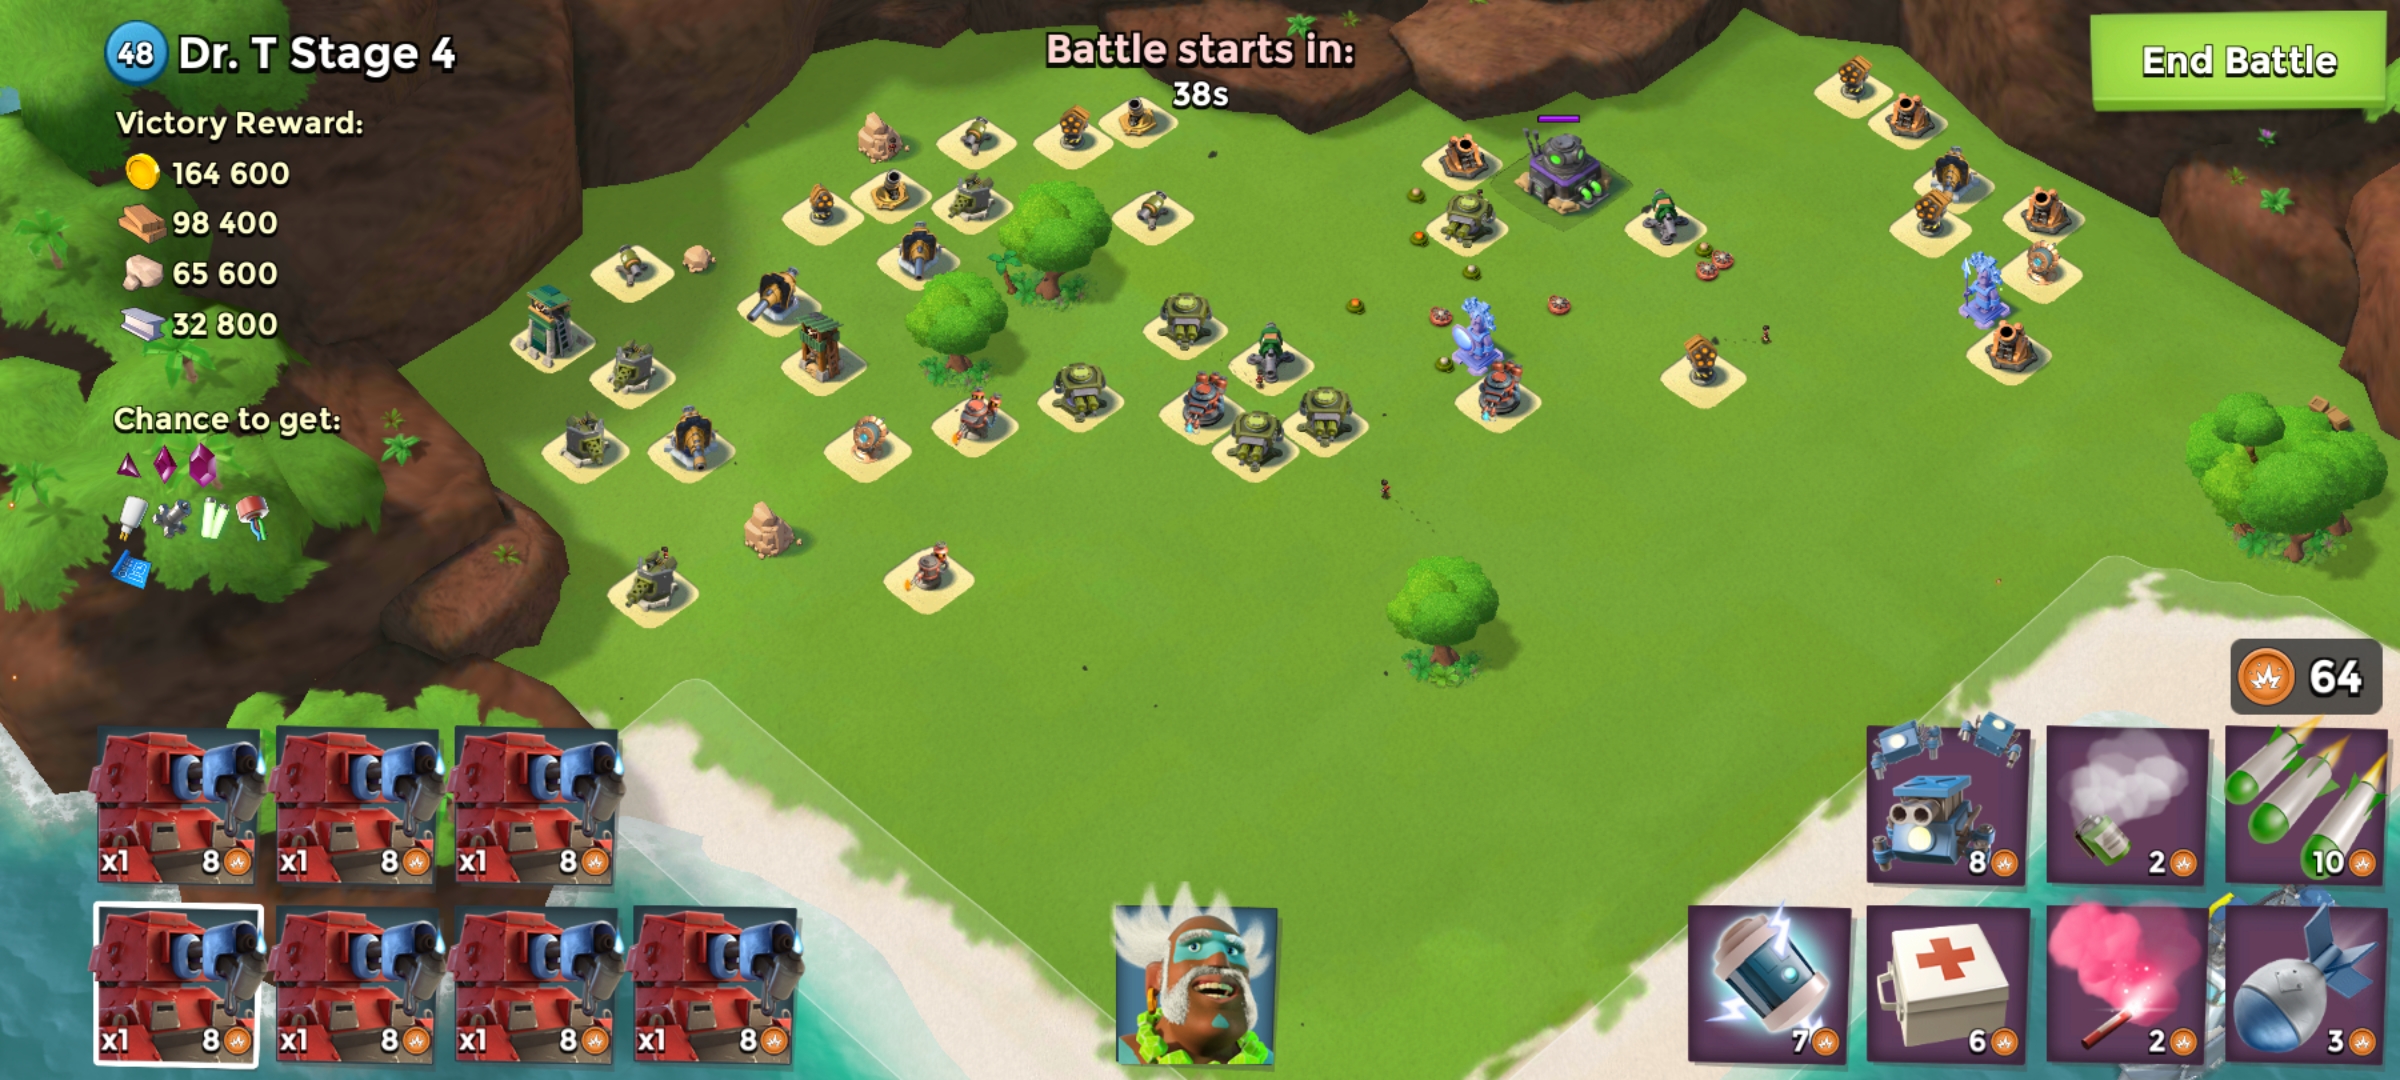 48 Dr. T Stage 4
Victory Reward:
164 600
98 400
65 600
32 800
Chance to get:
Battle starts in:
38s
End Battle
64
x1 8
x1 8
x1 8
8
2
10
x1 8
x1 8
x1 8
x1 8
7
6
2
3